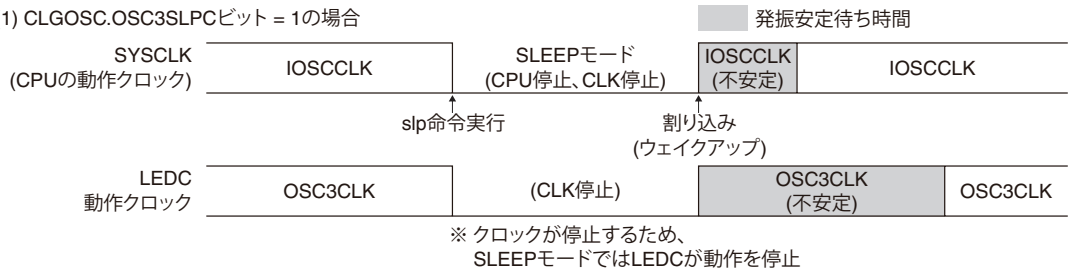 1) CLGOSC.OSC3SLPCビット = 1の場合
発振安定待ち時間
SYSCLK
(CPUの動作クロック)
IOSCCLK
SLEEPモード
(CPU停止、CLK停止)
IOSCCLK
(不安定)
IOSCCLK
slp命令実行
割り込み
(ウェイクアップ)
LEDC
動作クロック
OSC3CLK
(CLK停止)
OSC3CLK
(不安定)
OSC3CLK
※ クロックが停止するため、
SLEEPモードではLEDCが動作を停止